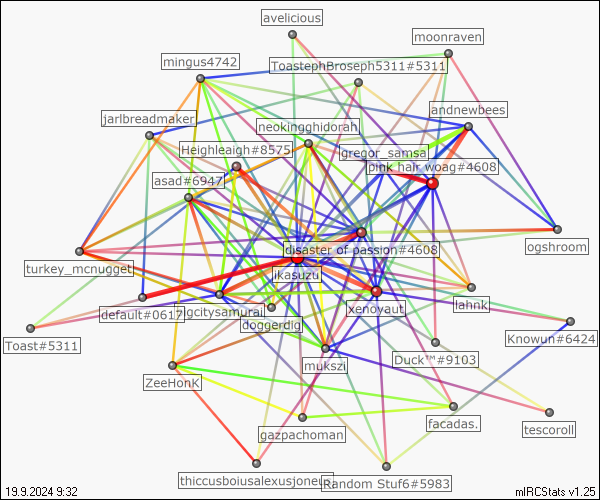 avelicious
moonraven
mingus4742
ToastephBroseph5311#5311
andnewbees
jarlbreadmaker
neokingghidorah
Heighleaigh#8575
gregor_samsa
pink hair woag#4608
asad#6947
disaster of passion#4608
ogshroom
turkey_mcnugget
ikasuzu
lahnk
default#0617
gcitysamurai
doggerdig
xenovaut
Toast#5311
Knowun#6424
mukszi
Duck™#9103
ZeeHonK
facadas.
tescoroll
gazpachoman
thiccusboiusalexusjoneu
Random Stuf6#5983
19.9.2024 9:32
mIRCStats v1.25